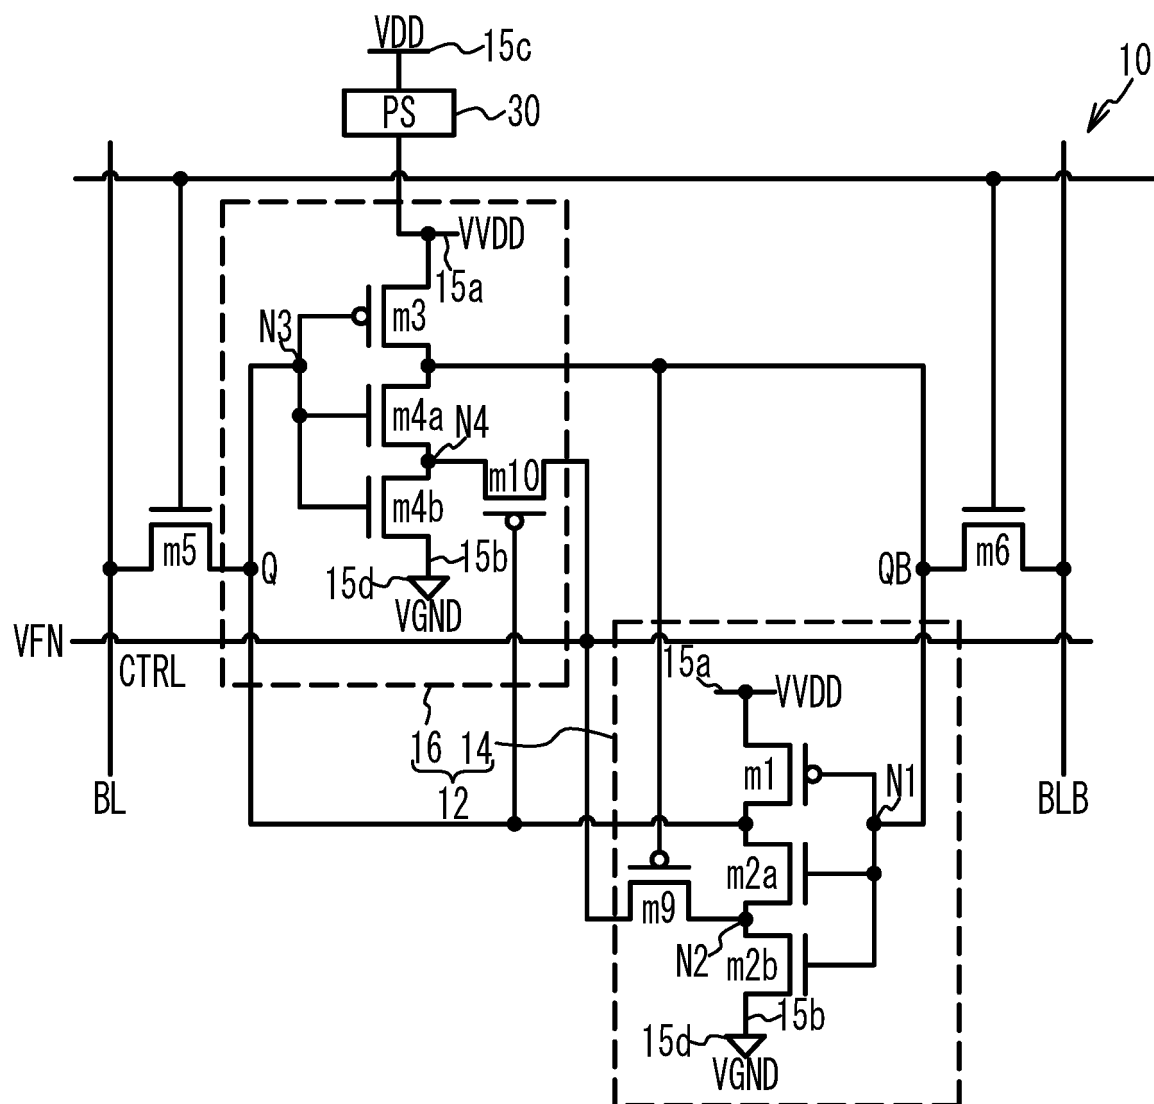 VDD
15c
10
PS
30
VVDD
15a
m3
N3
m4a
N4
m10
m4b
m5
m6
Q
15b
QB
15d
VGND
VFN
CTRL
15a
VVDD
16 14
12
m1
N1
BL
BLB
m2a
m9
N2
m2b
15b
15d
VGND